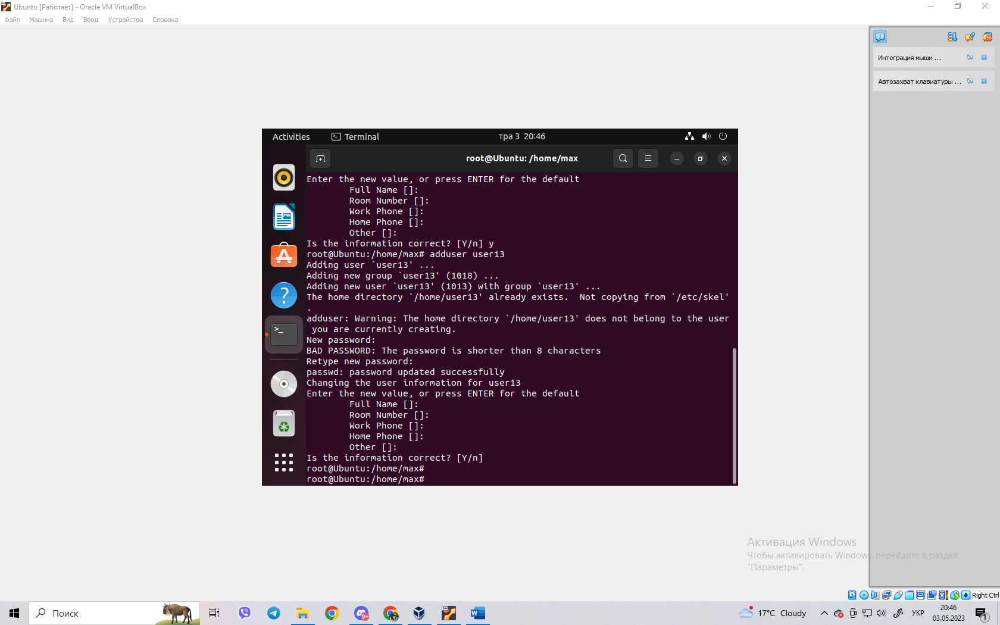 Ubuntu [Работает] - Oracle VM VirtualBox
Файл Машина Вид Ввод Устройства Справка
Интеграция мыши ...
Автозахват клавиатуры ...
Activities Terminal тра 3 20:46
root@Ubuntu: /home/max
Enter the new value, or press ENTER for the default
Full Name []:
Room Number []:
Work Phone []:
Home Phone []:
Other []:
Is the information correct? [Y/n] y
root@Ubuntu:/home/max# adduser user13
Adding user `user13' ...
Adding new group `user13' (1018) ...
Adding new user `user13' (1013) with group `user13' ...
The home directory `/home/user13' already exists.  Not copying from `/etc/skel'
.
adduser: Warning: The home directory `/home/user13' does not belong to the user
you are currently creating.
New password:
BAD PASSWORD: The password is shorter than 8 characters
Retype new password:
passwd: password updated successfully
Changing the user information for user13
Enter the new value, or press ENTER for the default
Full Name []:
Room Number []:
Work Phone []:
Home Phone []:
Other []:
Is the information correct? [Y/n]
root@Ubuntu:/home/max#
root@Ubuntu:/home/max#
Активация Windows
Чтобы активировать Windows, перейдите в раздел
"Параметры".
Right Ctrl
Поиск
9+
64
17°C Cloudy
УКР
20:46
03.05.2023
1